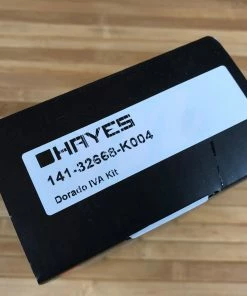 HAYES
141-32668-K004
Dorado IVA Kit